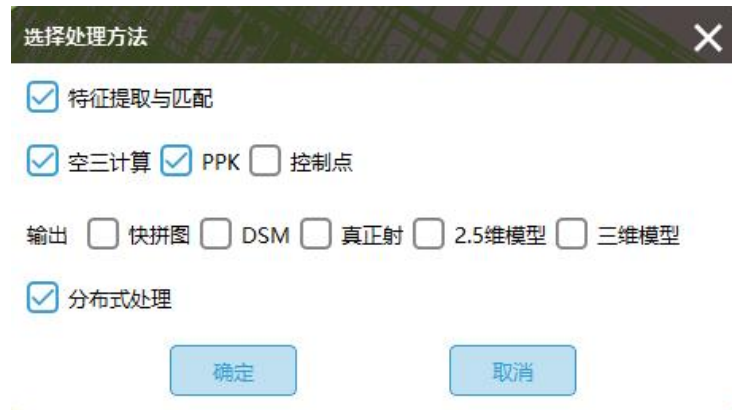 选择处理方法
特征提取与匹配
空三计算 PPK 控制点
输出 快拼图 DSM 真正射 2.5维模型 三维模型
分布式处理
确定 取消